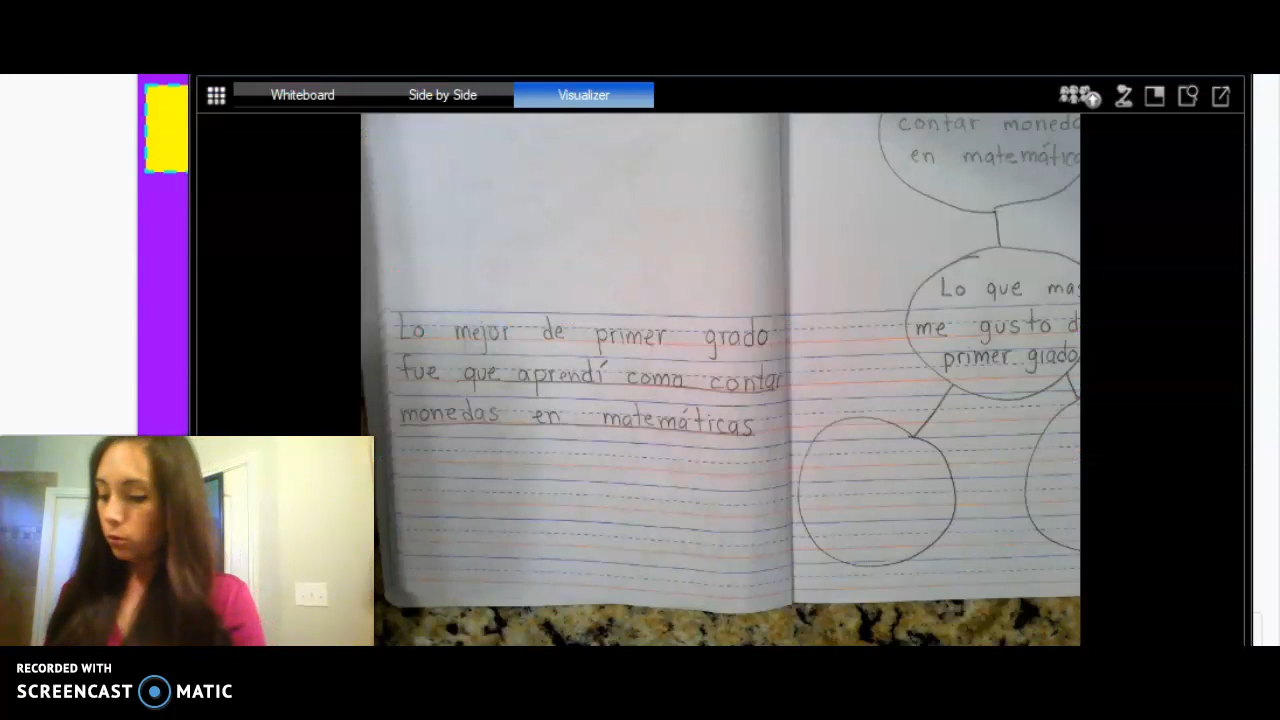 Whiteboard
Side by Side
Visualizer
contar moneda
en matemátic
Lo que mas
me gusto d
primer grado
Lo mejor de primer grado
fue que aprendí como contar
monedas en matemáticas
RECORDED WITH
SCREENCAST MATIC